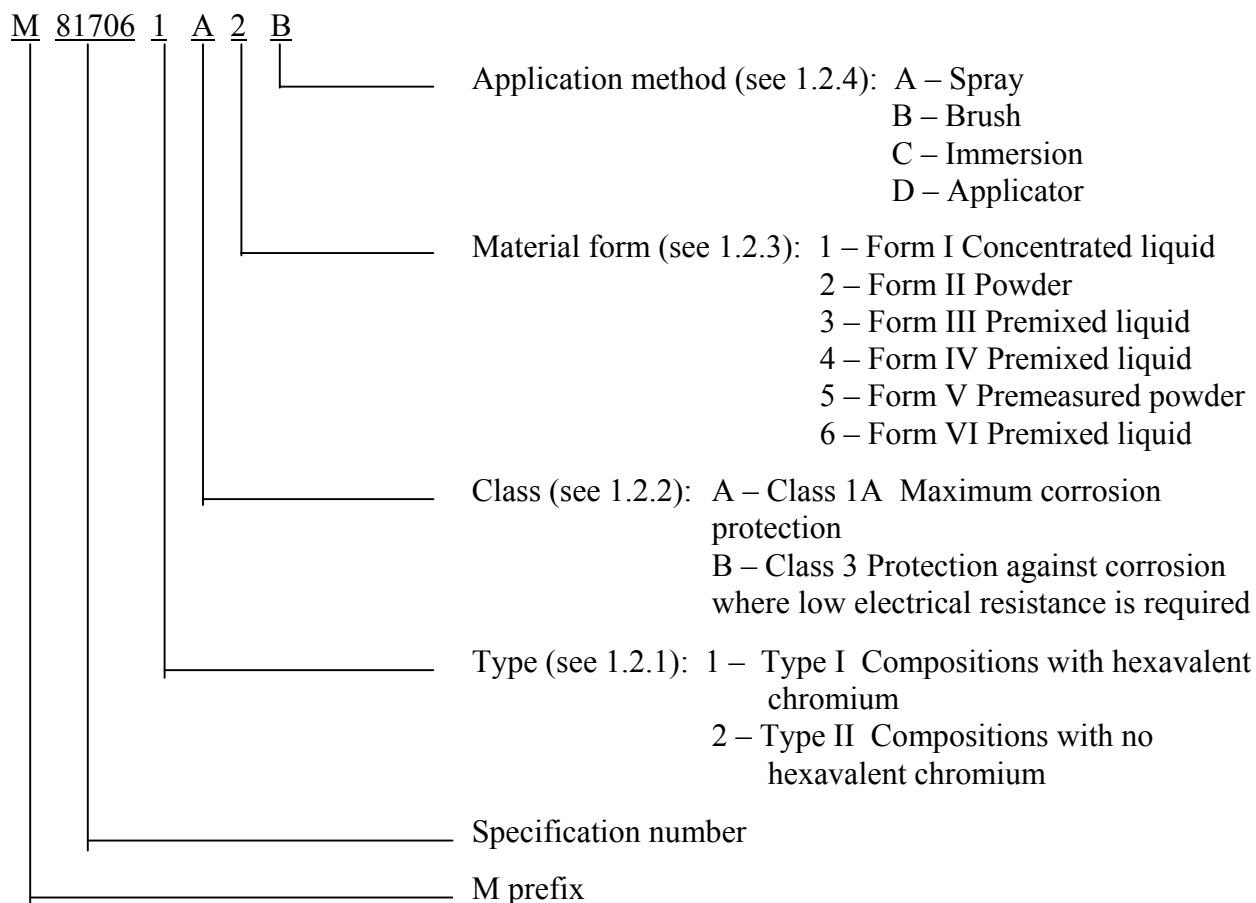 M 81706 1 A 2 B
Application method (see 1.2.4): A – Spray
B – Brush
C – Immersion
D – Applicator
Material form (see 1.2.3): 1 – Form I Concentrated liquid
2 – Form II Powder
3 – Form III Premixed liquid
4 – Form IV Premixed liquid
5 – Form V Premeasured powder
6 – Form VI Premixed liquid
Class (see 1.2.2): A – Class 1A Maximum corrosion
protection
B – Class 3 Protection against corrosion
where low electrical resistance is required
Type (see 1.2.1): 1 – Type I Compositions with hexavalent
chromium
2 – Type II Compositions with no
hexavalent chromium
Specification number
M prefix